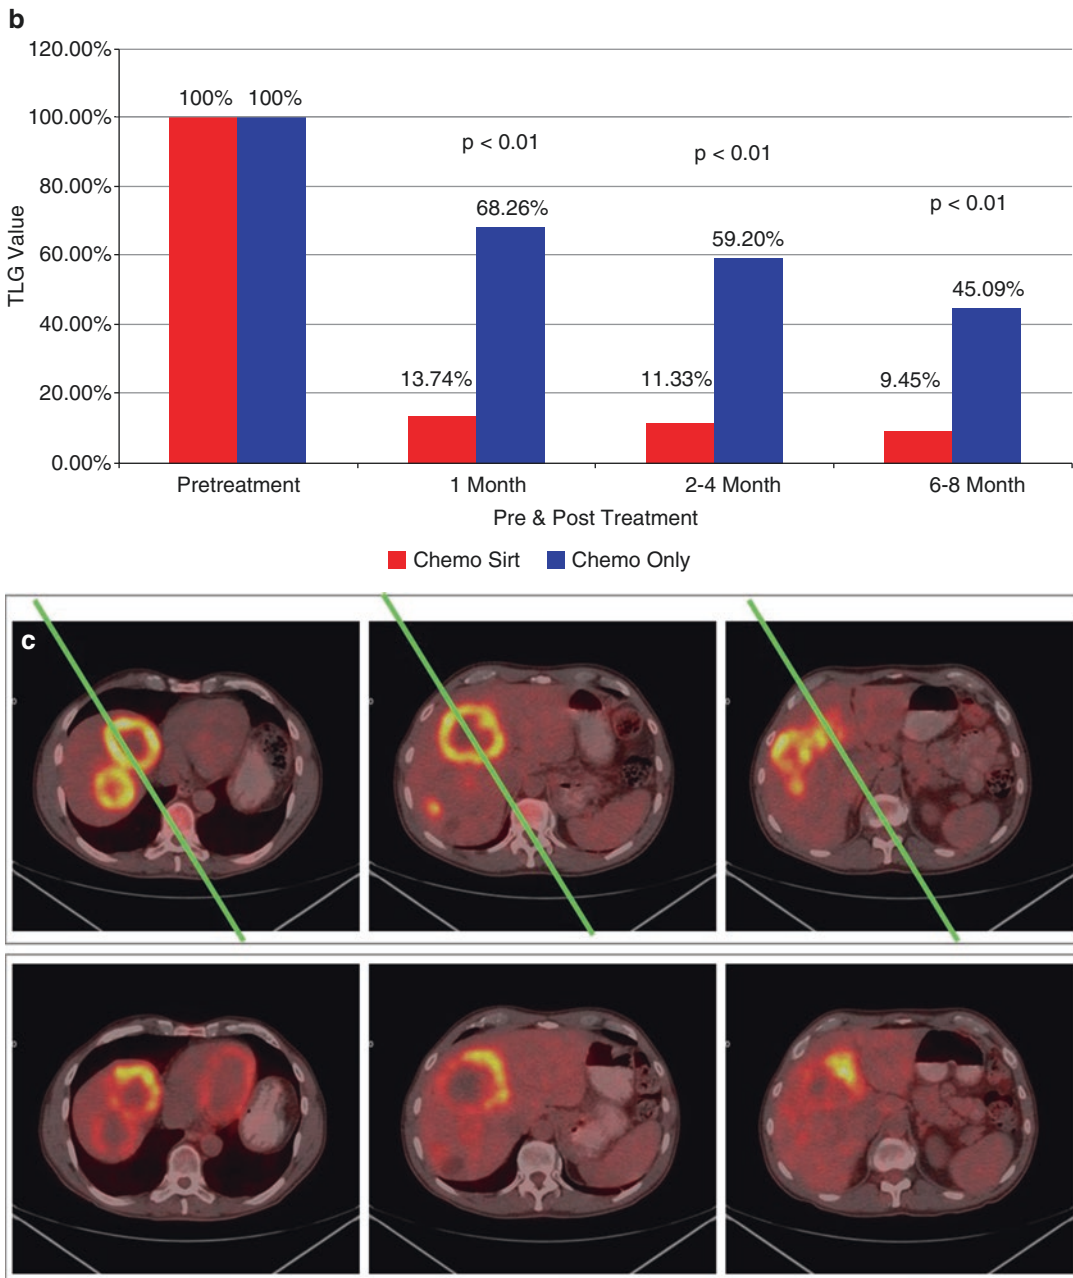 b
120.00%
100% 100%
100.00%
p < 0.01
p < 0.01
80.00%
p < 0.01
68.26%
59.20%
60.00%
TLG Value
45.09%
40.00%
13.74%
11.33%
9.45%
20.00%
0.00%
Pretreatment 1 Month 2-4 Month 6-8 Month
Pre & Post Treatment
Chemo Sirt Chemo Only
c